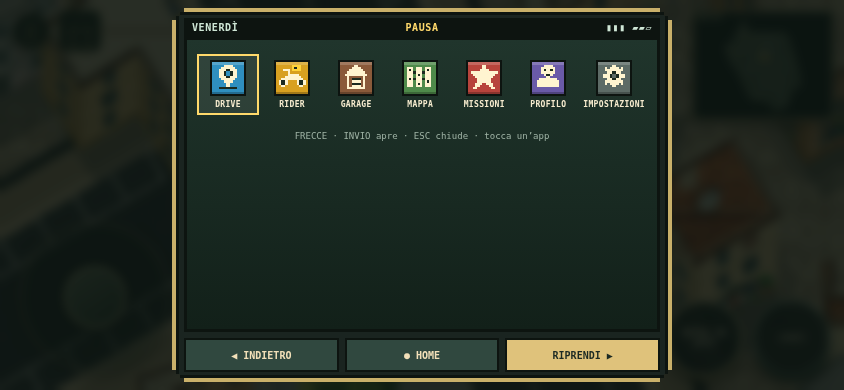 VENERDÌ PAUSA
DRIVE RIDER GARAGE MAPPA MISSIONI PROFILO IMPOSTAZIONI
FRECCE · INVIO apre · ESC chiude · tocca un'app
◀ INDIETRO ● HOME RIPRENDI ▶